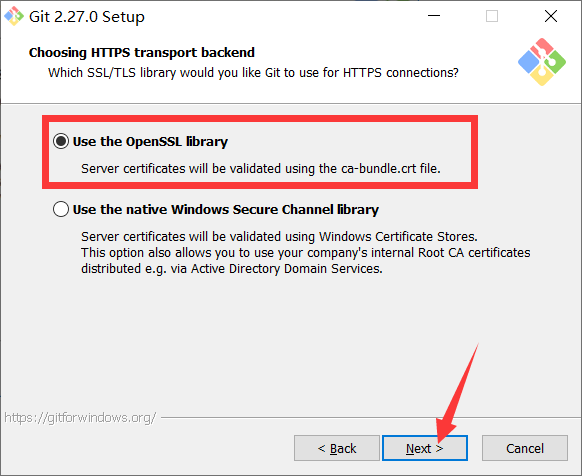 Git 2.27.0 Setup
Choosing HTTPS transport backend
Which SSL/TLS library would you like Git to use for HTTPS connections?
Use the OpenSSL library
Server certificates will be validated using the ca-bundle.crt file.
Use the native Windows Secure Channel library
Server certificates will be validated using Windows Certificate Stores.
This option also allows you to use your company's internal Root CA certificates
distributed e.g. via Active Directory Domain Services.
https://gitforwindows.org/
< Back
Next >
Cancel